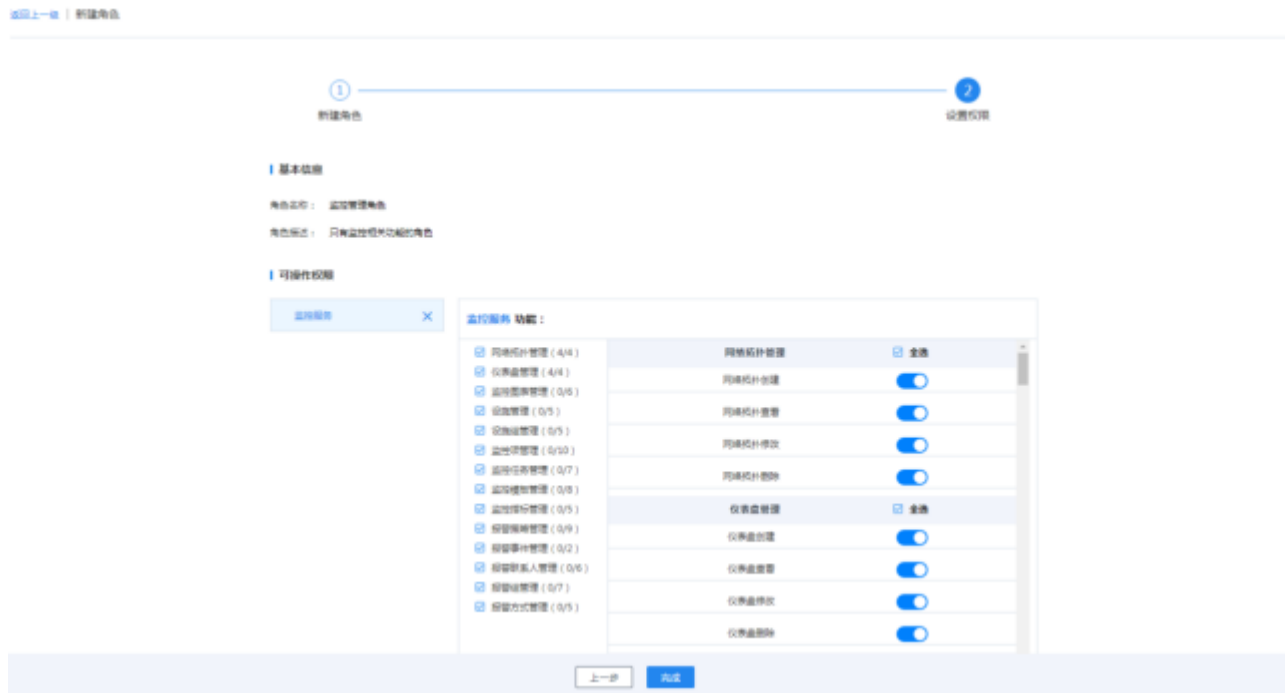 返回上一级 | 新建角色
1
2
新建角色
设置权限
基本信息
角色名称： 监控管理角色
角色描述： 只有监控相关功能的角色
可操作权限
监控服务
监控服务 功能：
网络拓扑管理 ( 4/4 )
仪表盘管理 ( 4/4 )
监控图表管理 ( 0/6 )
设施管理 ( 0/5 )
设施组管理 ( 0/5 )
监控项管理 ( 0/10 )
监控任务管理 ( 0/7 )
监控模板管理 ( 0/8 )
监控指标管理 ( 0/5 )
报警策略管理 ( 0/9 )
报警事件管理 ( 0/2 )
报警联系人管理 ( 0/6 )
报警组管理 ( 0/7 )
报警方式管理 ( 0/5 )
网络拓扑管理 全选
网络拓扑创建
网络拓扑查看
网络拓扑修改
网络拓扑删除
仪表盘管理 全选
仪表盘创建
仪表盘查看
仪表盘修改
仪表盘删除
上一步 完成